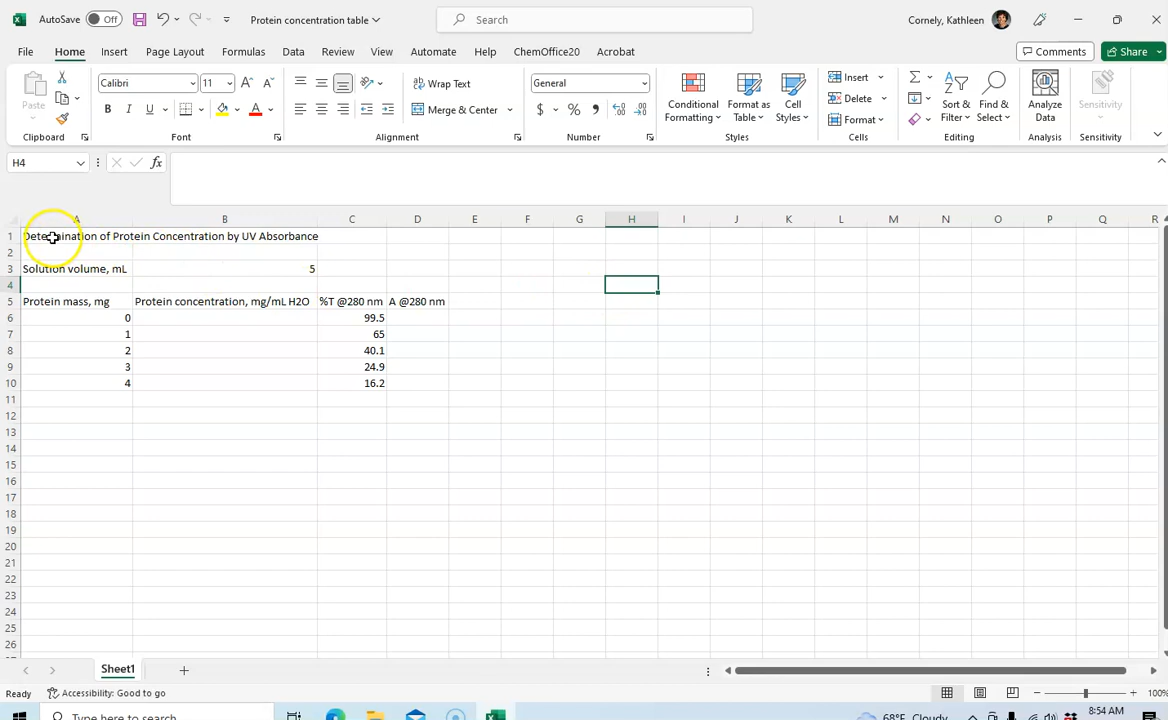 AutoSave Off Protein concentration table Search Cornely, Kathleen
File Home Insert Page Layout Formulas Data Review View Automate Help ChemOffice20 Acrobat Comments Share
Paste Calibri 11 A A Wrap Text General Conditional Formatting Format as Table Cell Styles Insert Delete Format Sort & Filter Find & Select Analyze Data Sensitivity
B I U A Merge & Center $ % 9
Clipboard Font Alignment Number Styles Cells Editing Analysis Sensitivity
H4 fx
A B C D E F G H I J K L M N O P Q R
1 Determination of Protein Concentration by UV Absorbance
2
3 Solution volume, mL 5
4
5 Protein mass, mg Protein concentration, mg/mL H2O %T @280 nm A @280 nm
6 0 99.5
7 1 65
8 2 40.1
9 3 24.9
10 4 16.2
11
12
13
14
15
16
17
18
19
20
21
22
23
24
25
26
Sheet1
Ready Accessibility: Good to go 100%
Type here to search 68°F Cloudy 8:54 AM